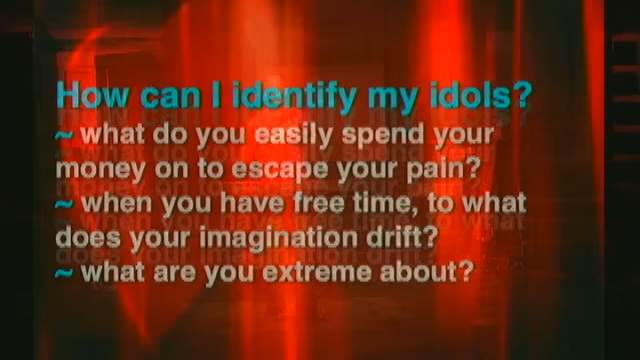 How can I identify my idols?
~ what do you easily spend your
money on to escape your pain?
~ when you have free time, to what
does your imagination drift?
~ what are you extreme about?